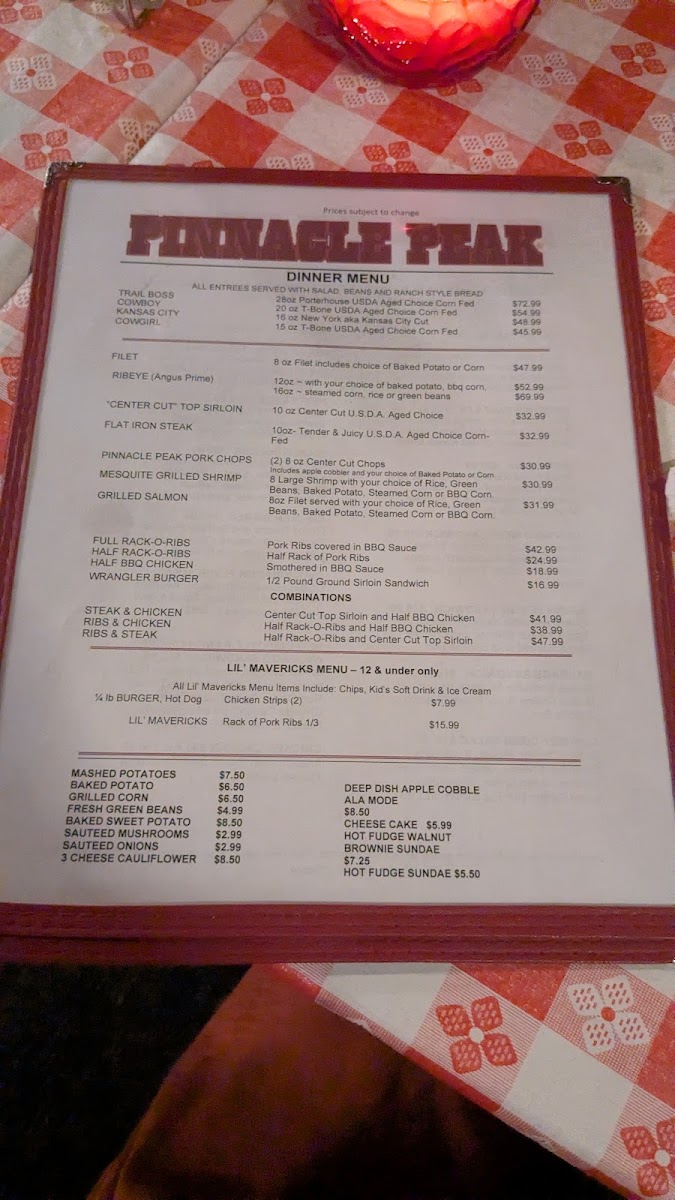 Prices subject to change
PINNACLE PEAK
DINNER MENU
ALL ENTREES SERVED WITH SALAD, BEANS AND RANCH STYLE BREAD
TRAIL BOSS 28oz Porterhouse USDA Aged Choice Corn Fed $72.99
COWBOY 20 oz T-Bone USDA Aged Choice Corn Fed $54.99
KANSAS CITY 16 oz New York aka Kansas City Cut $48.99
COWGIRL 15 oz T-Bone USDA Aged Choice Corn Fed $45.99
FILET 8 oz Filet includes choice of Baked Potato or Corn $47.99
RIBEYE (Angus Prime) 12oz ~ with your choice of baked potato, bbq corn, $52.99
16oz ~ steamed corn, rice or green beans $69.99
"CENTER CUT" TOP SIRLOIN 10 oz Center Cut U.S.D.A. Aged Choice $32.99
FLAT IRON STEAK 10oz- Tender & Juicy U.S.D.A. Aged Choice Corn- $32.99
Fed
PINNACLE PEAK PORK CHOPS (2) 8 oz Center Cut Chops $30.99
Includes apple cobbler and your choice of Baked Potato or Corn
MESQUITE GRILLED SHRIMP 8 Large Shrimp with your choice of Rice, Green $30.99
Beans, Baked Potato, Steamed Corn or BBQ Corn.
GRILLED SALMON 8oz Filet served with your choice of Rice, Green $31.99
Beans, Baked Potato, Steamed Corn or BBQ Corn.
FULL RACK-O-RIBS Pork Ribs covered in BBQ Sauce $42.99
HALF RACK-O-RIBS Half Rack of Pork Ribs $24.99
HALF BBQ CHICKEN Smothered in BBQ Sauce $18.99
WRANGLER BURGER 1/2 Pound Ground Sirloin Sandwich $16.99
COMBINATIONS
STEAK & CHICKEN Center Cut Top Sirloin and Half BBQ Chicken $41.99
RIBS & CHICKEN Half Rack-O-Ribs and Half BBQ Chicken $38.99
RIBS & STEAK Half Rack-O-Ribs and Center Cut Top Sirloin $47.99
LIL' MAVERICKS MENU – 12 & under only
All Lil' Mavericks Menu Items Include: Chips, Kid's Soft Drink & Ice Cream
¼ lb BURGER, Hot Dog Chicken Strips (2) $7.99
LIL' MAVERICKS Rack of Pork Ribs 1/3 $15.99
MASHED POTATOES $7.50
BAKED POTATO $6.50
GRILLED CORN $6.50
FRESH GREEN BEANS $4.99
BAKED SWEET POTATO $8.50
SAUTEED MUSHROOMS $2.99
SAUTEED ONIONS $2.99
3 CHEESE CAULIFLOWER $8.50
DEEP DISH APPLE COBBLE
ALA MODE
$8.50
CHEESE CAKE $5.99
HOT FUDGE WALNUT
BROWNIE SUNDAE
$7.25
HOT FUDGE SUNDAE $5.50